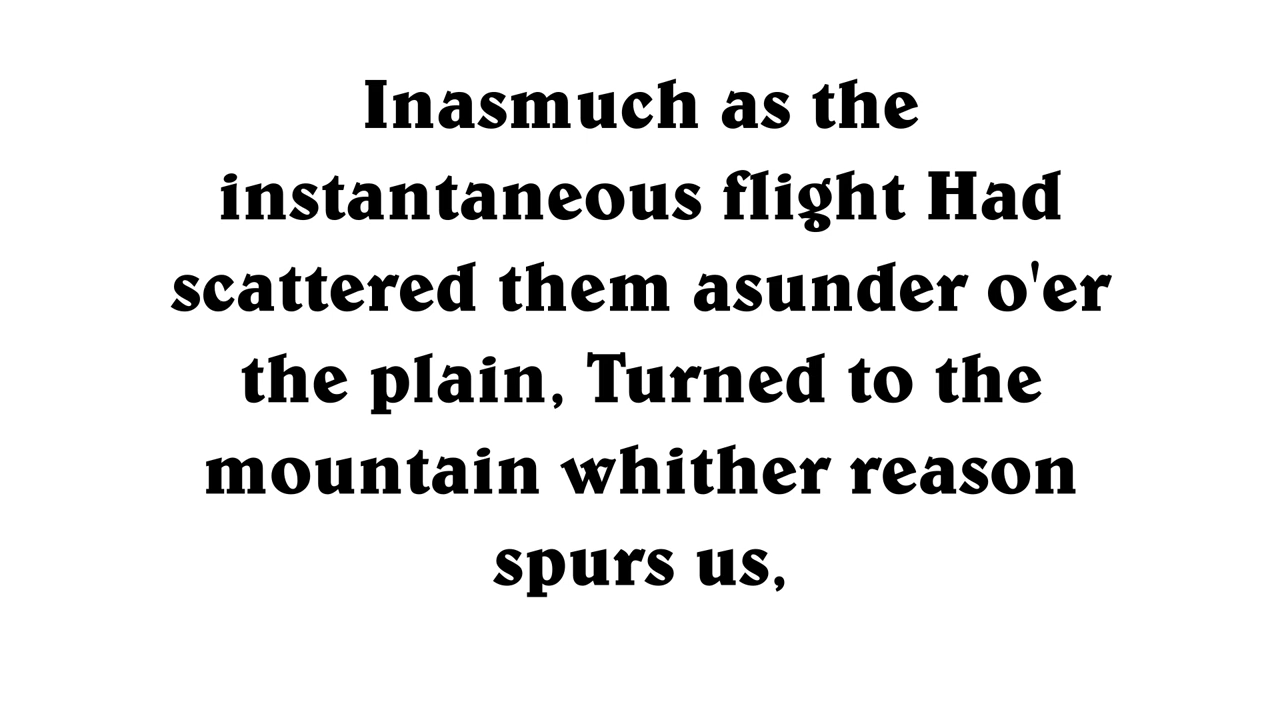 Inasmuch as the
instantaneous flight Had
scattered them asunder o'er
the plain, Turned to the
mountain whither reason
spurs us,